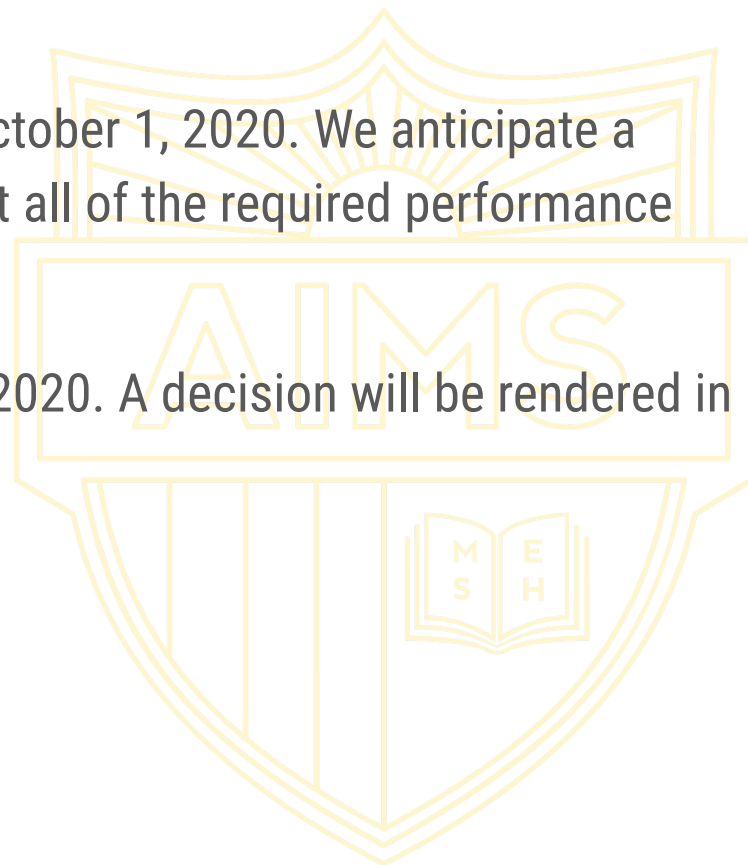 ctober 1, 2020. We anticipate a
t all of the required performance
AIMS
2020. A decision will be rendered in
M E
S H